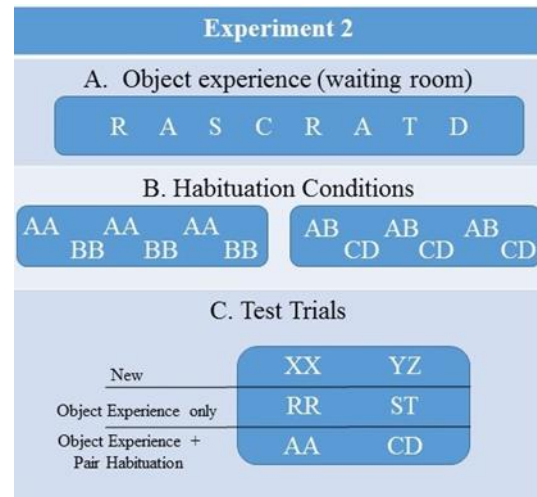 Experiment 2
A. Object experience (waiting room)
R A S C R A T D
B. Habituation Conditions
AA AA AA
BB BB BB
AB AB AB
CD CD CD
C. Test Trials
New XX YZ
Object Experience only RR ST
Object Experience +
Pair Habituation AA CD